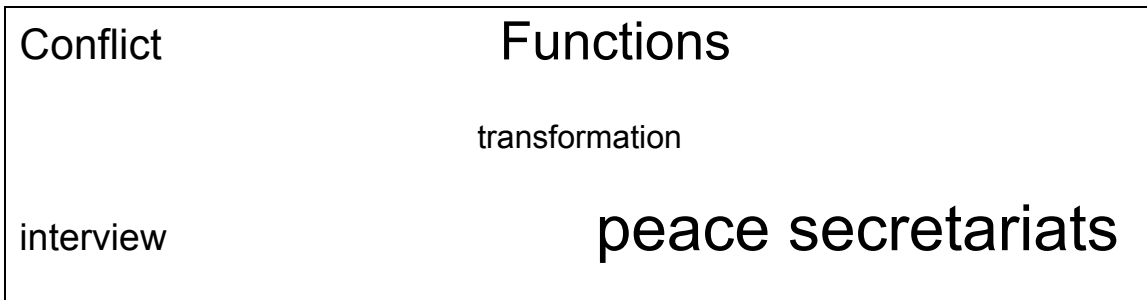 Conflict Functions
transformation
interview peace secretariats